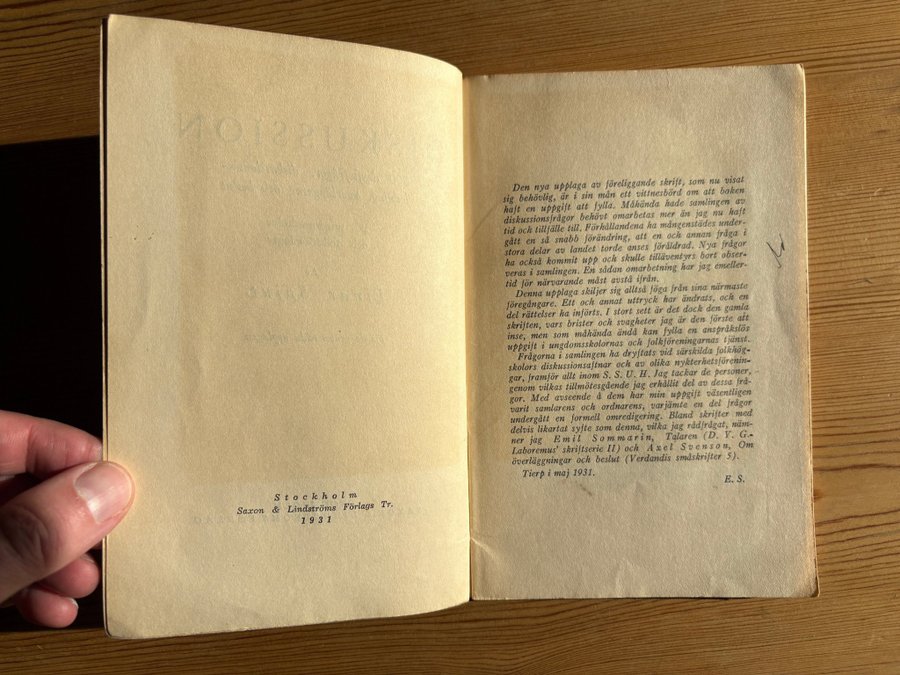 DISKUSSION
Stockholm
Saxon & Lindströms Förlags Tr.
1931
Den nya upplaga av föreliggande skrift, som nu visat
sig behövlig, är i sin mån ett vittnesbörd om att boken
haft en uppgift att fylla. Måhända hade samlingen av
diskussionsfrågor behövt omarbetas mer än jag nu haft
tid och tillfälle till. Förhållandena ha mångenstädes under-
gått en så snabb förändring, att en och annan fråga i
stora delar av landet torde anses föråldrad. Nya frågor
ha också kommit upp och skulle tilläventyrs bort obser-
veras i samlingen. En sådan omarbetning har jag emeller-
tid för närvarande måst avstå ifrån.
Denna upplaga skiljer sig alltså föga från sina närmaste
föregångare. Ett och annat uttryck har ändrats, och en
del rättelser ha införts. I stort sett är det dock den gamla
skriften, vars brister och svagheter jag är den förste att
inse, men som måhända ändå kan fylla en anspråkslös
uppgift i ungdomsskolornas och folkföreningarnas tjänst.
Frågorna i samlingen ha dryftats vid särskilda folkhög-
skolors diskussionsaftnar och av olika nykterhetsförenin-
gar, framför allt inom S. S. U. H. Jag tackar de personer,
genom vilkas tillmötesgående jag erhållit del av dessa frå-
gor. Med avseende å dem har min uppgift väsentligen
varit samlarens och ordnarens, varjämte en del frågor
undergått en formell omredigering. Bland skrifter med
delvis likartat syfte som denna, vilka jag rådfrågat, näm-
ner jag Emil Sommarin, Talaren (D. V. G.-
Laboremus' skriftserie II) och Axel Svenson, Om
överläggningar och beslut (Verdandis småskrifter 5).
Tierp i maj 1931.
E. S.